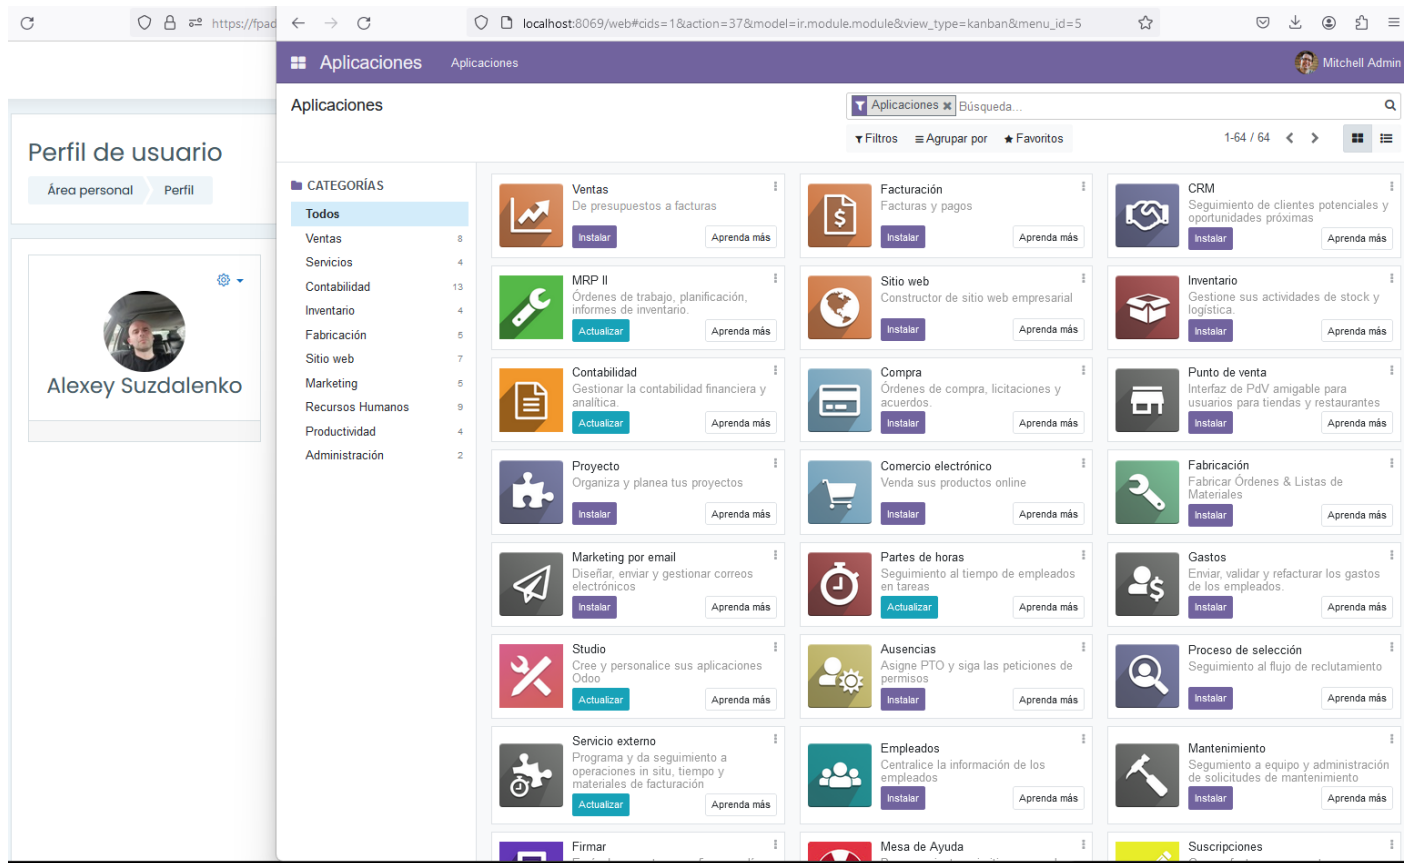 https://fpad
localhost:8069/web#cids=1&action=37&model=ir.module.module&view_type=kanban&menu_id=5
Aplicaciones
Aplicaciones
Mitchell Admin
Aplicaciones
Aplicaciones
Búsqueda...
Filtros
Agrupar por
Favoritos
1-64 / 64
Perfil de usuario
Área personal
Perfil
Alexey Suzdalenko
CATEGORÍAS
Todos
Ventas 8
Servicios 4
Contabilidad 13
Inventario 4
Fabricación 5
Sitio web 7
Marketing 5
Recursos Humanos 9
Productividad 4
Administración 2
Ventas
De presupuestos a facturas
Instalar
Aprenda más
Facturación
Facturas y pagos
Instalar
Aprenda más
CRM
Seguimiento de clientes potenciales y
oportunidades próximas
Instalar
Aprenda más
MRP II
Órdenes de trabajo, planificación,
informes de inventario.
Actualizar
Aprenda más
Sitio web
Constructor de sitio web empresarial
Instalar
Aprenda más
Inventario
Gestione sus actividades de stock y
logística.
Instalar
Aprenda más
Contabilidad
Gestionar la contabilidad financiera y
analítica.
Actualizar
Aprenda más
Compra
Órdenes de compra, licitaciones y
acuerdos.
Instalar
Aprenda más
Punto de venta
Interfaz de PdV amigable para
usuarios para tiendas y restaurantes
Instalar
Aprenda más
Proyecto
Organiza y planea tus proyectos
Instalar
Aprenda más
Comercio electrónico
Venda sus productos online
Instalar
Aprenda más
Fabricación
Fabricar Órdenes & Listas de
Materiales
Instalar
Aprenda más
Marketing por email
Diseñar, enviar y gestionar correos
electrónicos
Instalar
Aprenda más
Partes de horas
Seguimiento al tiempo de empleados
en tareas
Actualizar
Aprenda más
Gastos
Enviar, validar y refacturar los gastos
de los empleados.
Instalar
Aprenda más
Studio
Cree y personalice sus aplicaciones
Odoo
Actualizar
Aprenda más
Ausencias
Asigne PTO y siga las peticiones de
permisos
Instalar
Aprenda más
Proceso de selección
Seguimiento al flujo de reclutamiento
Instalar
Aprenda más
Servicio externo
Programa y da seguimiento a
operaciones in situ, tiempo y
materiales de facturación
Actualizar
Aprenda más
Empleados
Centralice la información de los
empleados
Instalar
Aprenda más
Mantenimiento
Segumiento a equipo y administración
de solicitudes de mantenimiento
Instalar
Aprenda más
Firmar
Mesa de Ayuda
Suscripciones